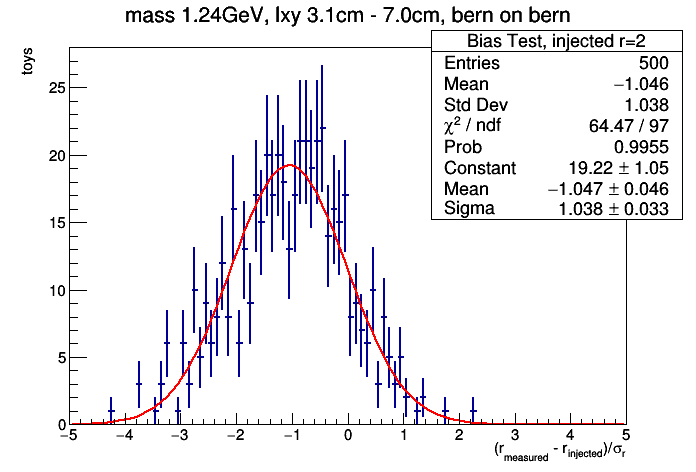 mass 1.24GeV, lxy 3.1cm - 7.0cm, bern on bern
Bias Test, injected r=2
Entries 500
Mean −1.046
Std Dev 1.038
χ² / ndf 64.47 / 97
Prob 0.9955
Constant 19.22 ± 1.05
Mean −1.047 ± 0.046
Sigma 1.038 ± 0.033
toys
25
20
15
10
5
0
−5 −4 −3 −2 −1 0 1 2 3 4 5
(r_measured - r_injected)/σ_r